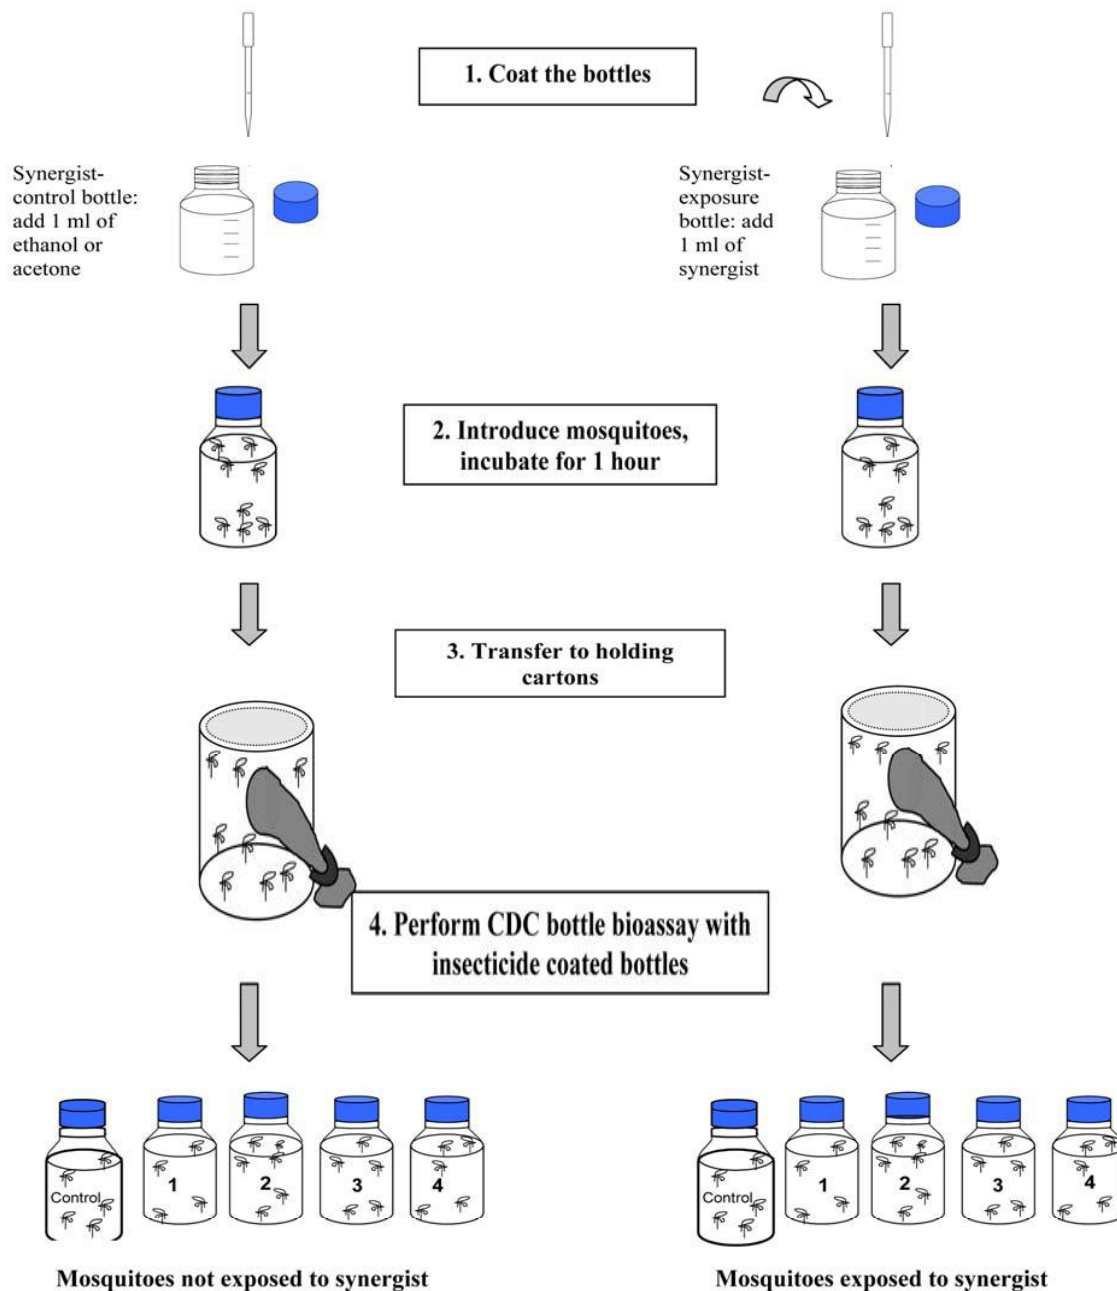 1. Coat the bottles
Synergist-
control bottle:
add 1 ml of
ethanol or
acetone
Synergist-
exposure
bottle: add
1 ml of
synergist
2. Introduce mosquitoes,
incubate for 1 hour
3. Transfer to holding
cartons
4. Perform CDC bottle bioassay with
insecticide coated bottles
Control
1
2
3
4
Control
1
2
3
4
Mosquitoes not exposed to synergist
Mosquitoes exposed to synergist